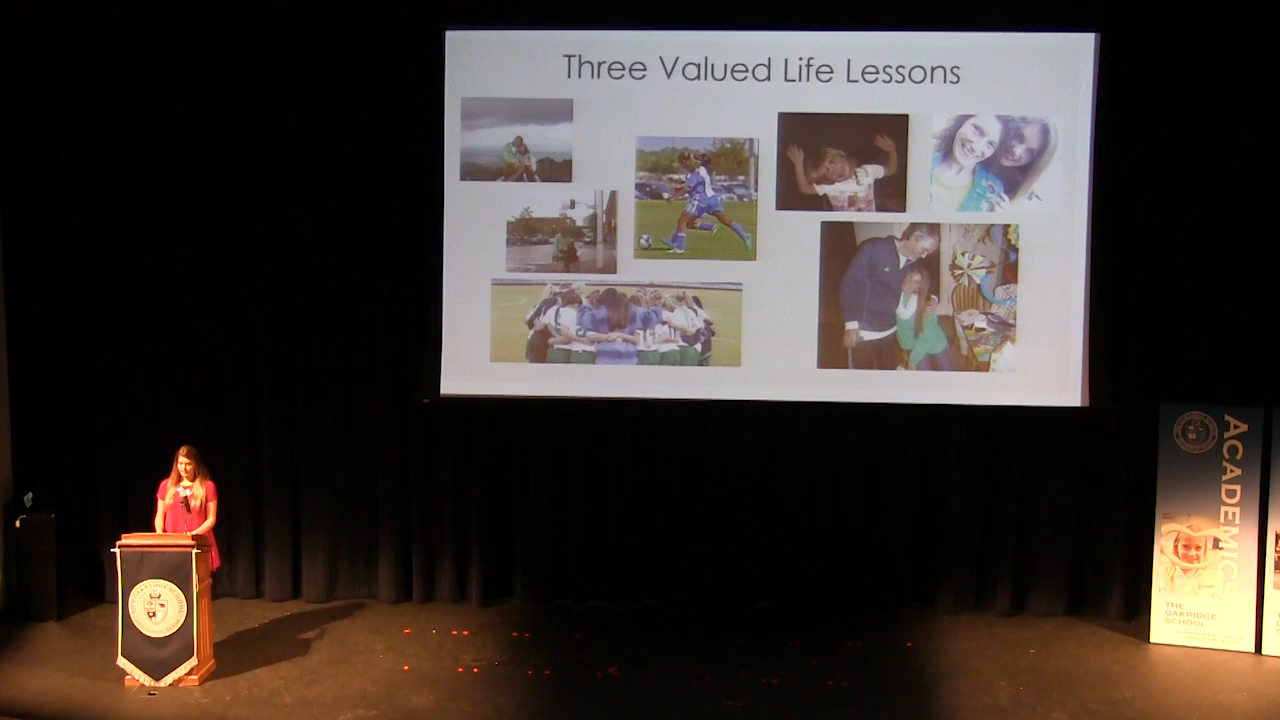 Three Valued Life Lessons
ACADEMICS
THE
OAKRIDGE
SCHOOL